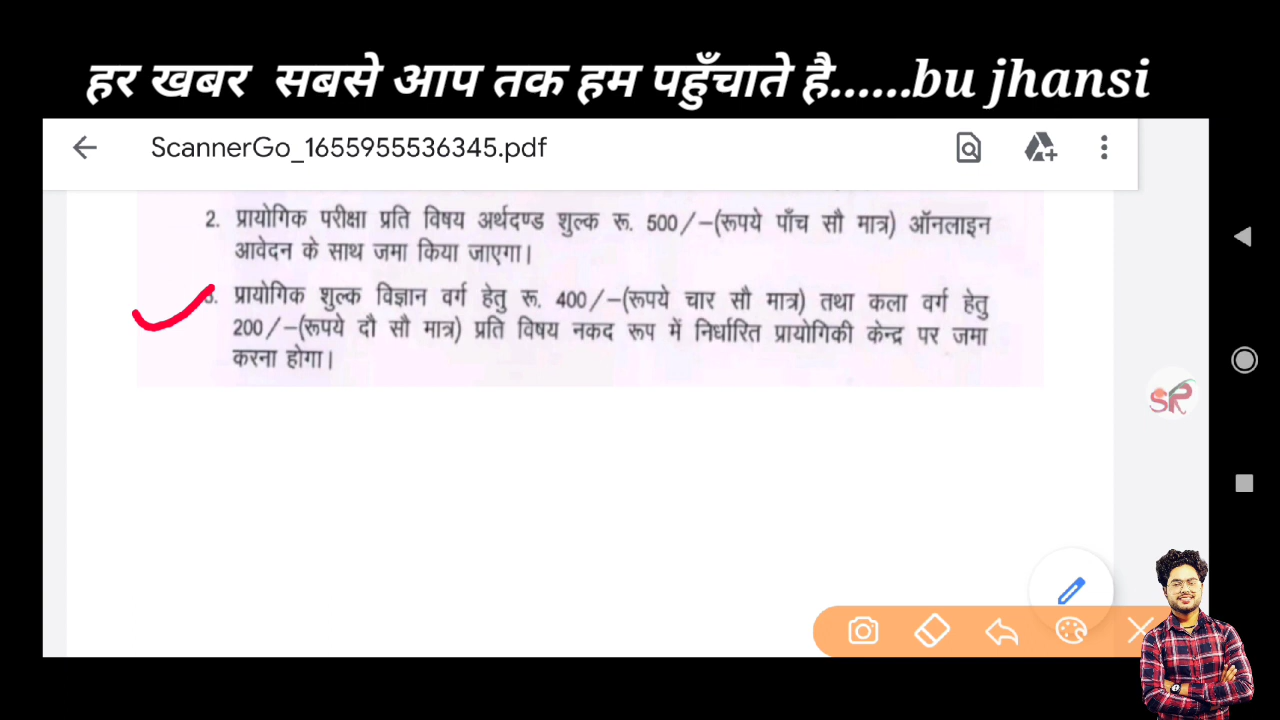 हर खबर सबसे आप तक हम पहुँचाते है......bu jhansi
ScannerGo_1655955536345.pdf
2. प्रायोगिक परीक्षा प्रति विषय अर्थदण्ड शुल्क रू. 500/-(रूपये पाँच सौ मात्र) ऑनलाइन
आवेदन के साथ जमा किया जाएगा।
3. प्रायोगिक शुल्क विज्ञान वर्ग हेतु रू. 400/-(रूपये चार सौ मात्र) तथा कला वर्ग हेतु
200/-(रूपये दौ सौ मात्र) प्रति विषय नकद रूप में निर्धारित प्रायोगिकी केन्द्र पर जमा
करना होगा।
SR